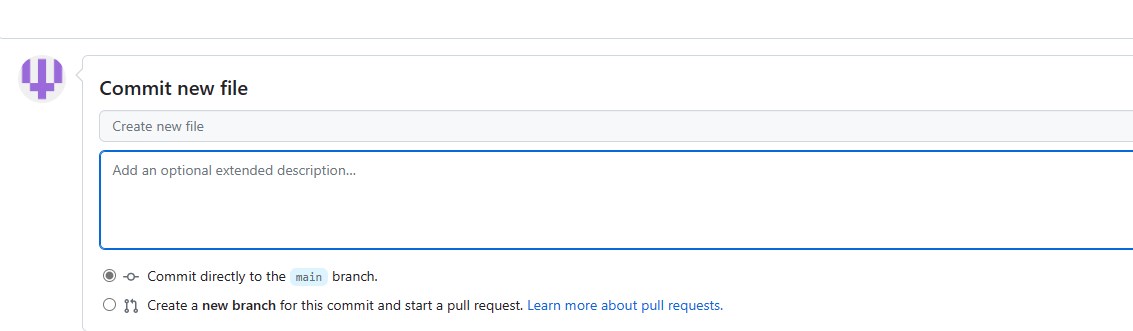 Commit new file
Create new file
Add an optional extended description...
Commit directly to the main branch.
Create a new branch for this commit and start a pull request. Learn more about pull requests.